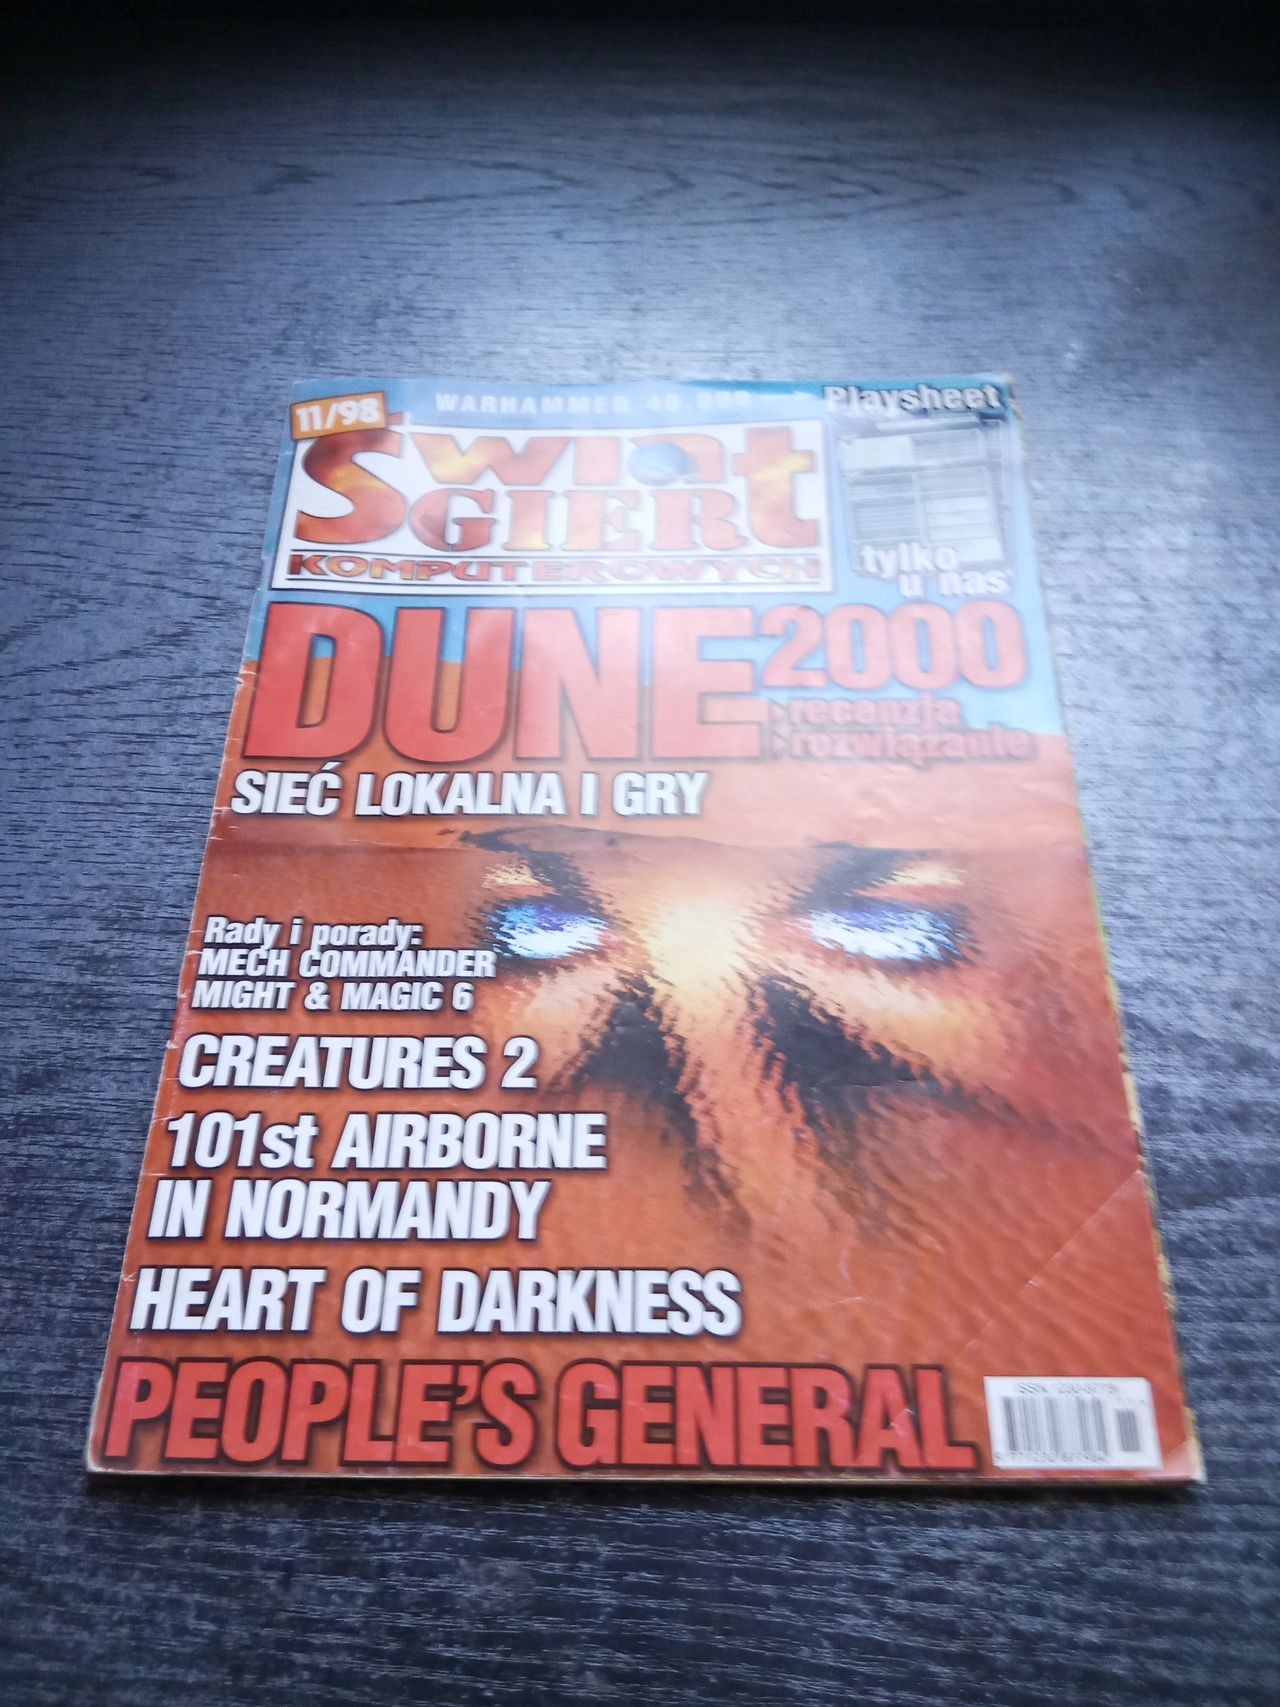 11/98
WARHAMMER 40.000
Playsheet
Świat
GIER
KOMPUTEROWYCH
tylko
u nas
DUNE 2000
recenzja
rozwiązanie
SIEĆ LOKALNA I GRY
Rady i porady:
MECH COMMANDER
MIGHT & MAGIC 6
CREATURES 2
101st AIRBORNE
IN NORMANDY
HEART OF DARKNESS
PEOPLE'S GENERAL